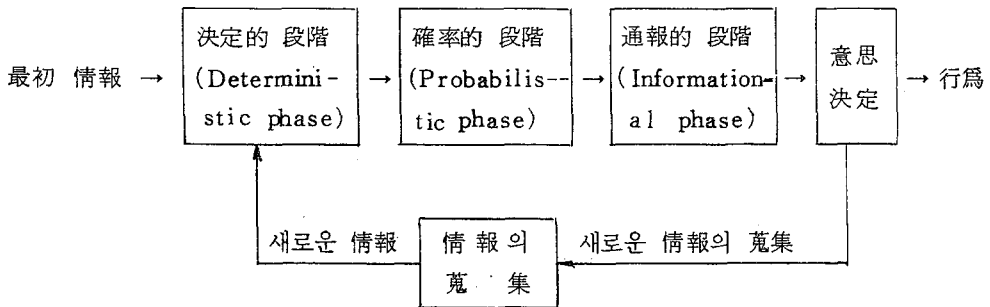 最初 情報 →
決定的 段階
(Determini-
stic phase)
→
確率的 段階
(Probabilis--
tic phase)
→
通報的 段階
(Information-
al phase)
→
意思
決定
→ 行爲
새로운 情報
情報의
蒐集
새로운 情報의 蒐集